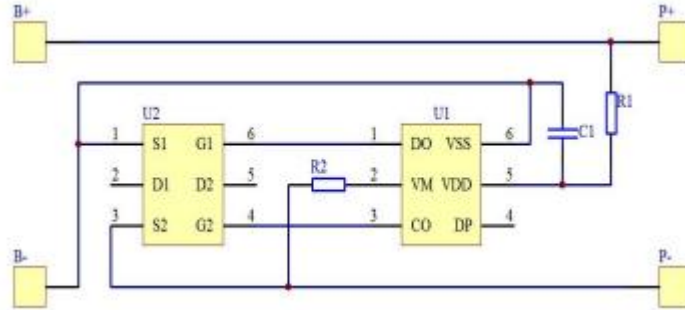 B+ P+
U2 U1 R1
1 S1 G1 6 1 DO VSS 6 C1
R2
2 D1 D2 5 2 VM VDD 5
3 S2 G2 4 3 CO DP 4
B- P-